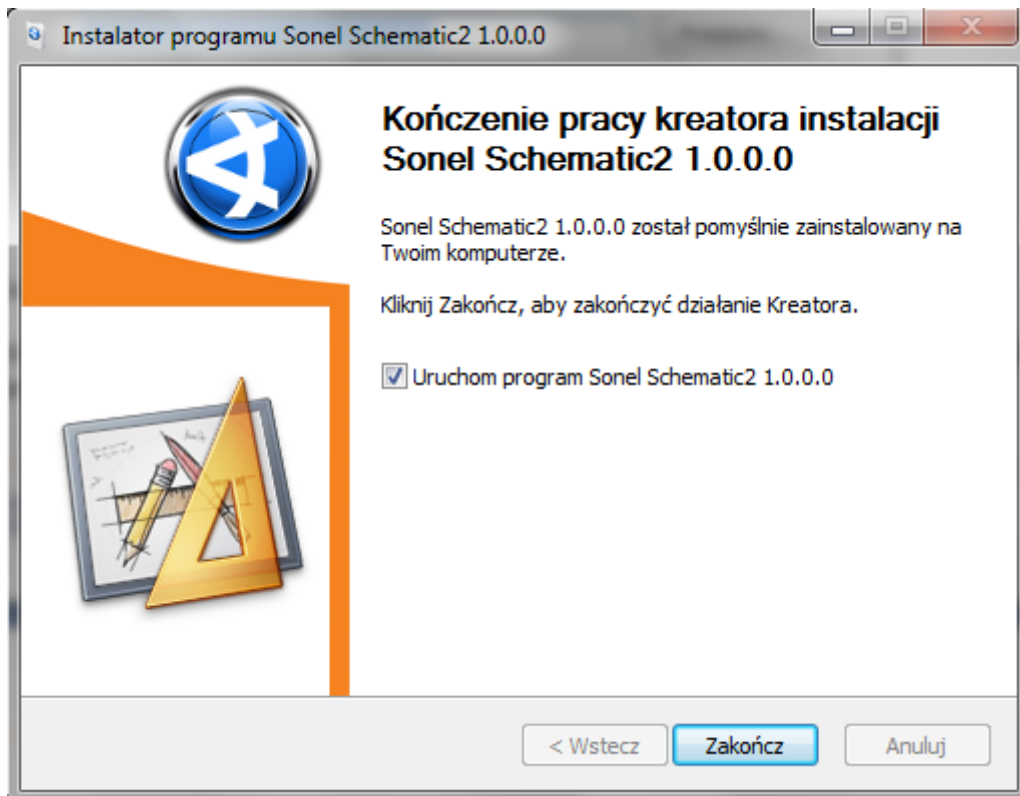 Instalator programu Sonel Schematic2 1.0.0.0
Kończenie pracy kreatora instalacji
Sonel Schematic2 1.0.0.0
Sonel Schematic2 1.0.0.0 został pomyślnie zainstalowany na
Twoim komputerze.
Kliknij Zakończ, aby zakończyć działanie Kreatora.
Uruchom program Sonel Schematic2 1.0.0.0
< Wstecz
Zakończ
Anuluj